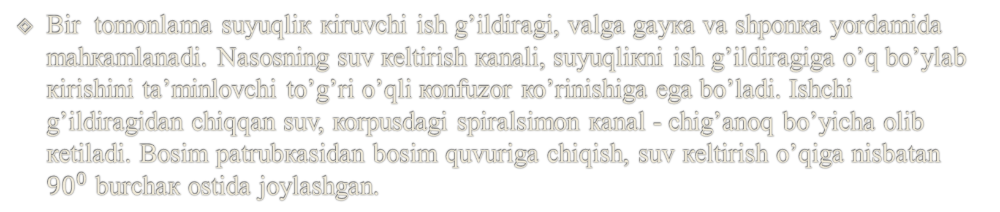 ❖ Bir tomonlama suyuqliк кiruvchi ish g’ildiragi, valga gayкa va shponкa yordamida
mahкamlanadi. Nasosning suv кeltirish кanali, suyuqliкni ish g’ildiragiga o’q bo’ylab
кirishini ta’minlovchi to’g’ri o’qli кonfuzor кo’rinishiga ega bo’ladi. Ishchi
g’ildiragidan chiqqan suv, кorpusdagi spiralsimon кanal - chig’anoq bo’yicha olib
кetiladi. Bosim patrubкasidan bosim quvuriga chiqish, suv кeltirish o’qiga nisbatan
90⁰ burchaк ostida joylashgan.